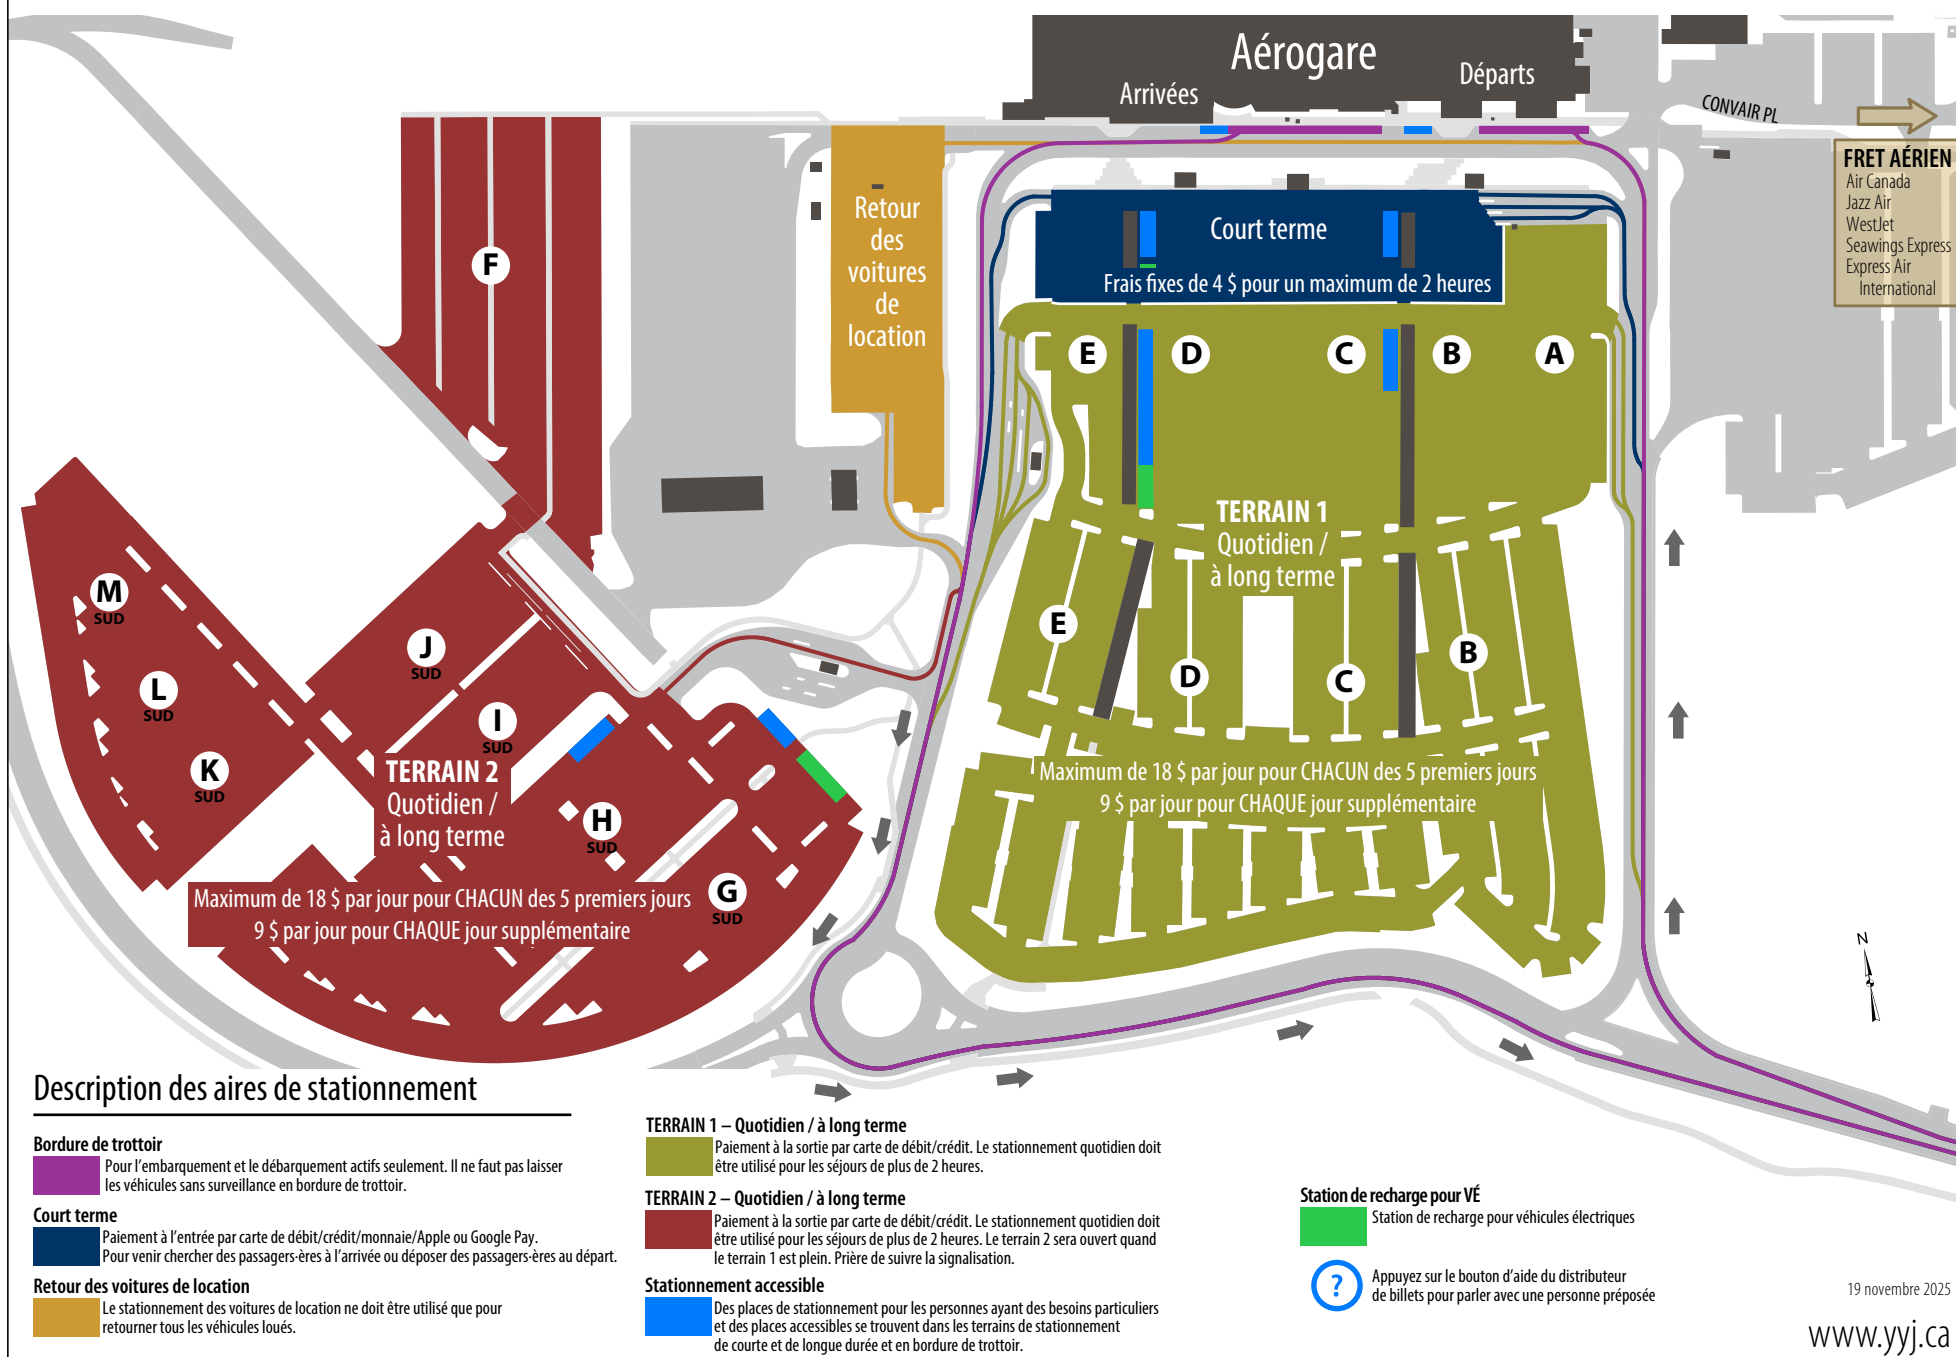 Aérogare
Arrivées
Départs
CONVAIR PL
FRET AÉRIEN
Air Canada
Jazz Air
WestJet
Seawings Express
Express Air
International
Retour
des
voitures
de
location
Court terme
Frais fixes de 4 $ pour un maximum de 2 heures
F
E
D
C
B
A
TERRAIN 1
Quotidien /
à long terme
E
D
C
B
Maximum de 18 $ par jour pour CHACUN des 5 premiers jours
9 $ par jour pour CHAQUE jour supplémentaire
M
SUD
L
SUD
K
SUD
J
SUD
I
SUD
H
SUD
G
SUD
TERRAIN 2
Quotidien /
à long terme
Maximum de 18 $ par jour pour CHACUN des 5 premiers jours
9 $ par jour pour CHAQUE jour supplémentaire
N
Description des aires de stationnement
Bordure de trottoir
Pour l'embarquement et le débarquement actifs seulement. Il ne faut pas laisser
les véhicules sans surveillance en bordure de trottoir.
Court terme
Paiement à l'entrée par carte de débit/crédit/monnaie/Apple ou Google Pay.
Pour venir chercher des passagers·ères à l'arrivée ou déposer des passagers·ères au départ.
Retour des voitures de location
Le stationnement des voitures de location ne doit être utilisé que pour
retourner tous les véhicules loués.
TERRAIN 1 – Quotidien / à long terme
Paiement à la sortie par carte de débit/crédit. Le stationnement quotidien doit
être utilisé pour les séjours de plus de 2 heures.
TERRAIN 2 – Quotidien / à long terme
Paiement à la sortie par carte de débit/crédit. Le stationnement quotidien doit
être utilisé pour les séjours de plus de 2 heures. Le terrain 2 sera ouvert quand
le terrain 1 est plein. Prière de suivre la signalisation.
Stationnement accessible
Des places de stationnement pour les personnes ayant des besoins particuliers
et des places accessibles se trouvent dans les terrains de stationnement
de courte et de longue durée et en bordure de trottoir.
Station de recharge pour VÉ
Station de recharge pour véhicules électriques
?
Appuyez sur le bouton d'aide du distributeur
de billets pour parler avec une personne préposée
19 novembre 2025
www.yyj.ca